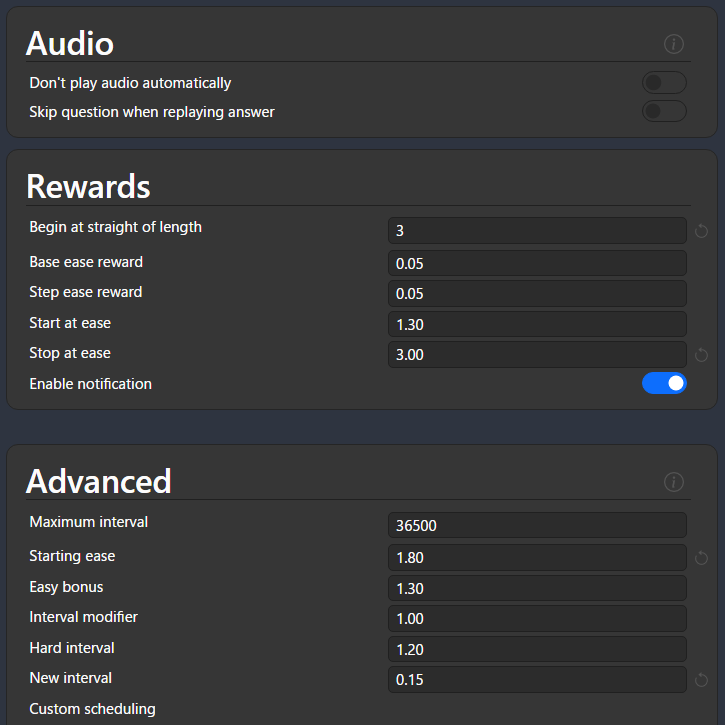 Audio
Don't play audio automatically
Skip question when replaying answer
Rewards
Begin at straight of length 3
Base ease reward 0.05
Step ease reward 0.05
Start at ease 1.30
Stop at ease 3.00
Enable notification
Advanced
Maximum interval 36500
Starting ease 1.80
Easy bonus 1.30
Interval modifier 1.00
Hard interval 1.20
New interval 0.15
Custom scheduling